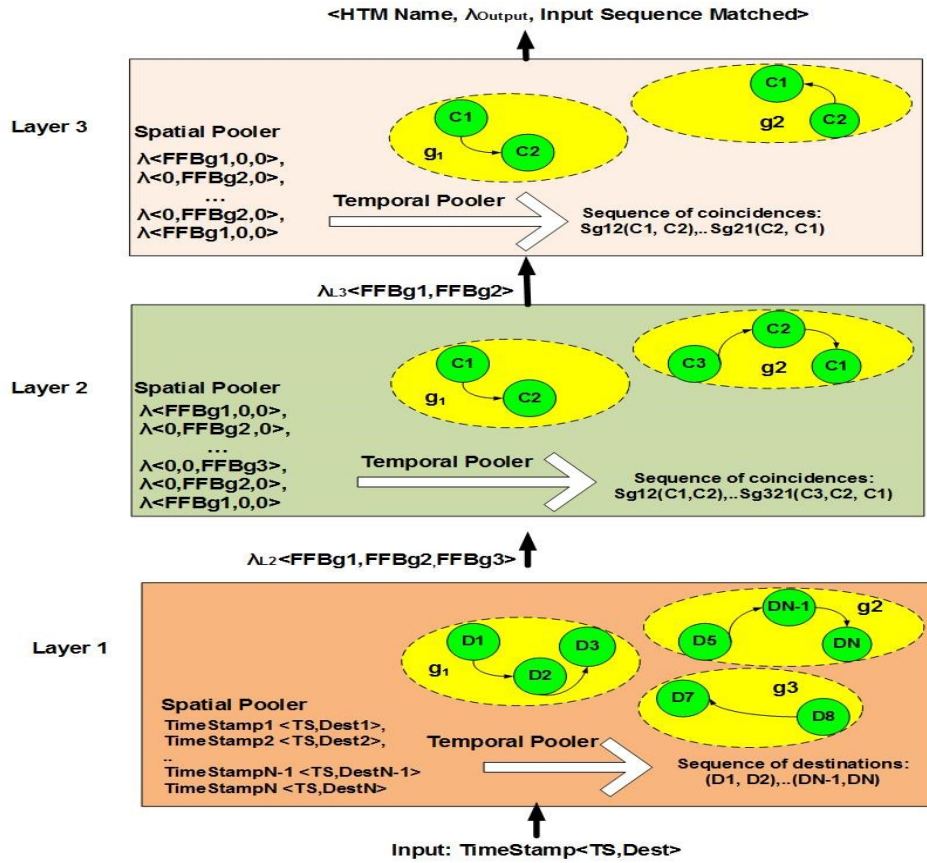 <HTM Name, λOutput, Input Sequence Matched>
Layer 3
Spatial Pooler
λ<FFBg1,0,0>,
λ<0,FFBg2,0>,
...
λ<0,FFBg2,0>,
λ<FFBg1,0,0>
C1
C2
g1
C1
C2
g2
Temporal Pooler
Sequence of coincidences:
Sg12(C1, C2),..Sg21(C2, C1)
λL3<FFBg1,FFBg2>
Layer 2
Spatial Pooler
λ<FFBg1,0,0>,
λ<0,FFBg2,0>,
...
λ<0,0,FFBg3>,
λ<0,FFBg2,0>,
λ<FFBg1,0,0>
C1
C2
g1
C2
C3
C1
g2
Temporal Pooler
Sequence of coincidences:
Sg12(C1,C2),..Sg321(C3,C2, C1)
λL2<FFBg1,FFBg2,FFBg3>
Layer 1
Spatial Pooler
TimeStamp1 <TS,Dest1>,
TimeStamp2 <TS,Dest2>,
..
TimeStampN-1 <TS,DestN-1>
TimeStampN <TS,DestN>
D1
D3
g1
D2
DN-1
g2
D5
DN
g3
D7
D8
Temporal Pooler
Sequence of destinations:
(D1, D2),..(DN-1,DN)
Input: TimeStamp<TS,Dest>